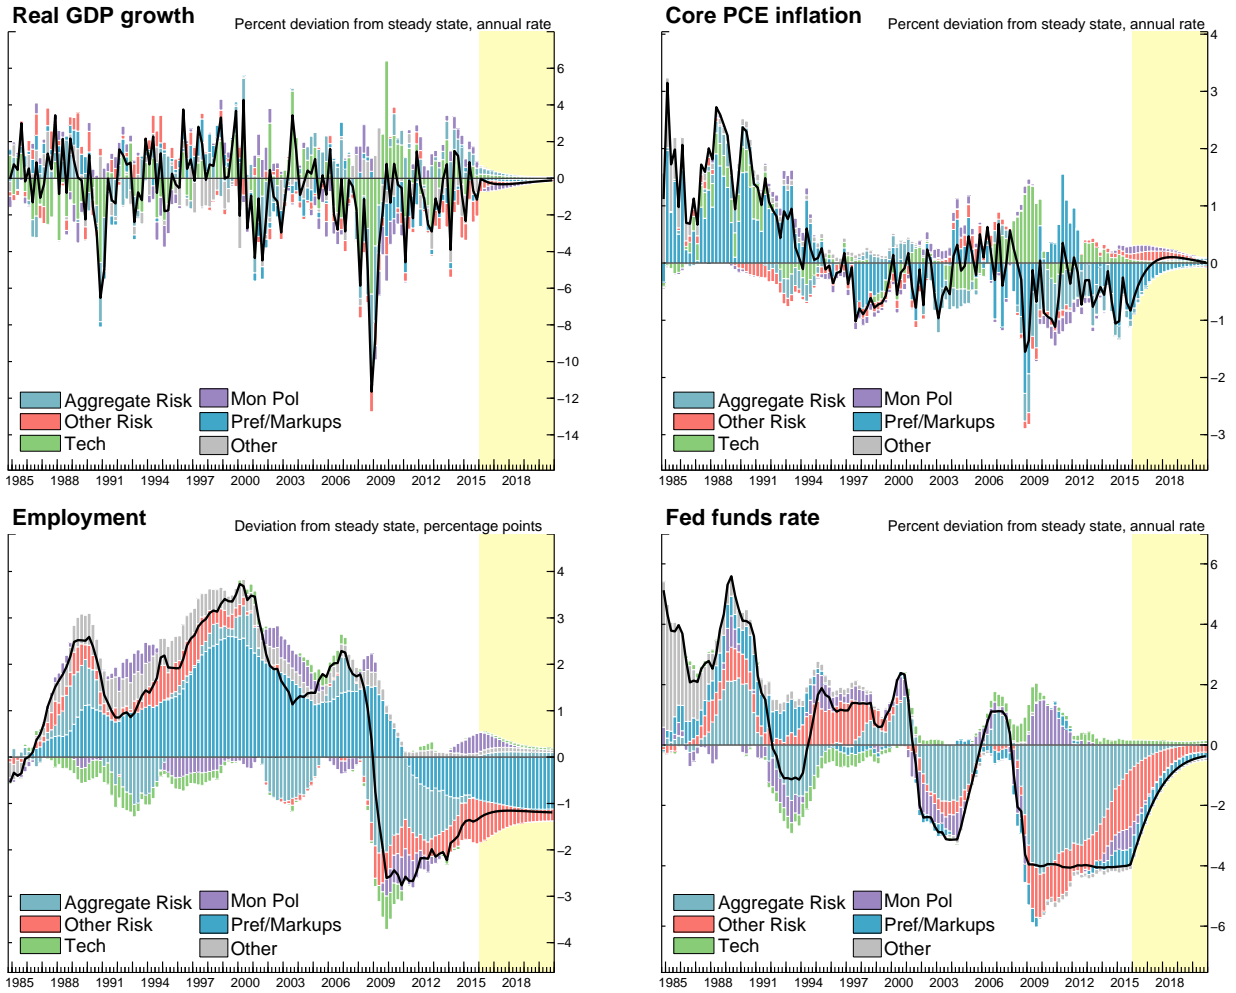 Real GDP growth
Percent deviation from steady state, annual rate
6
4
2
0
−2
−4
−6
−8
−10
−12
−14
Aggregate Risk
Mon Pol
Other Risk
Pref/Markups
Tech
Other
1985 1988 1991 1994 1997 2000 2003 2006 2009 2012 2015 2018
Core PCE inflation
Percent deviation from steady state, annual rate
4
3
2
1
0
−1
−2
−3
Aggregate Risk
Mon Pol
Other Risk
Pref/Markups
Tech
Other
1985 1988 1991 1994 1997 2000 2003 2006 2009 2012 2015 2018
Employment
Deviation from steady state, percentage points
4
3
2
1
0
−1
−2
−3
−4
Aggregate Risk
Mon Pol
Other Risk
Pref/Markups
Tech
Other
1985 1988 1991 1994 1997 2000 2003 2006 2009 2012 2015 2018
Fed funds rate
Percent deviation from steady state, annual rate
6
4
2
0
−2
−4
−6
Aggregate Risk
Mon Pol
Other Risk
Pref/Markups
Tech
Other
1985 1988 1991 1994 1997 2000 2003 2006 2009 2012 2015 2018